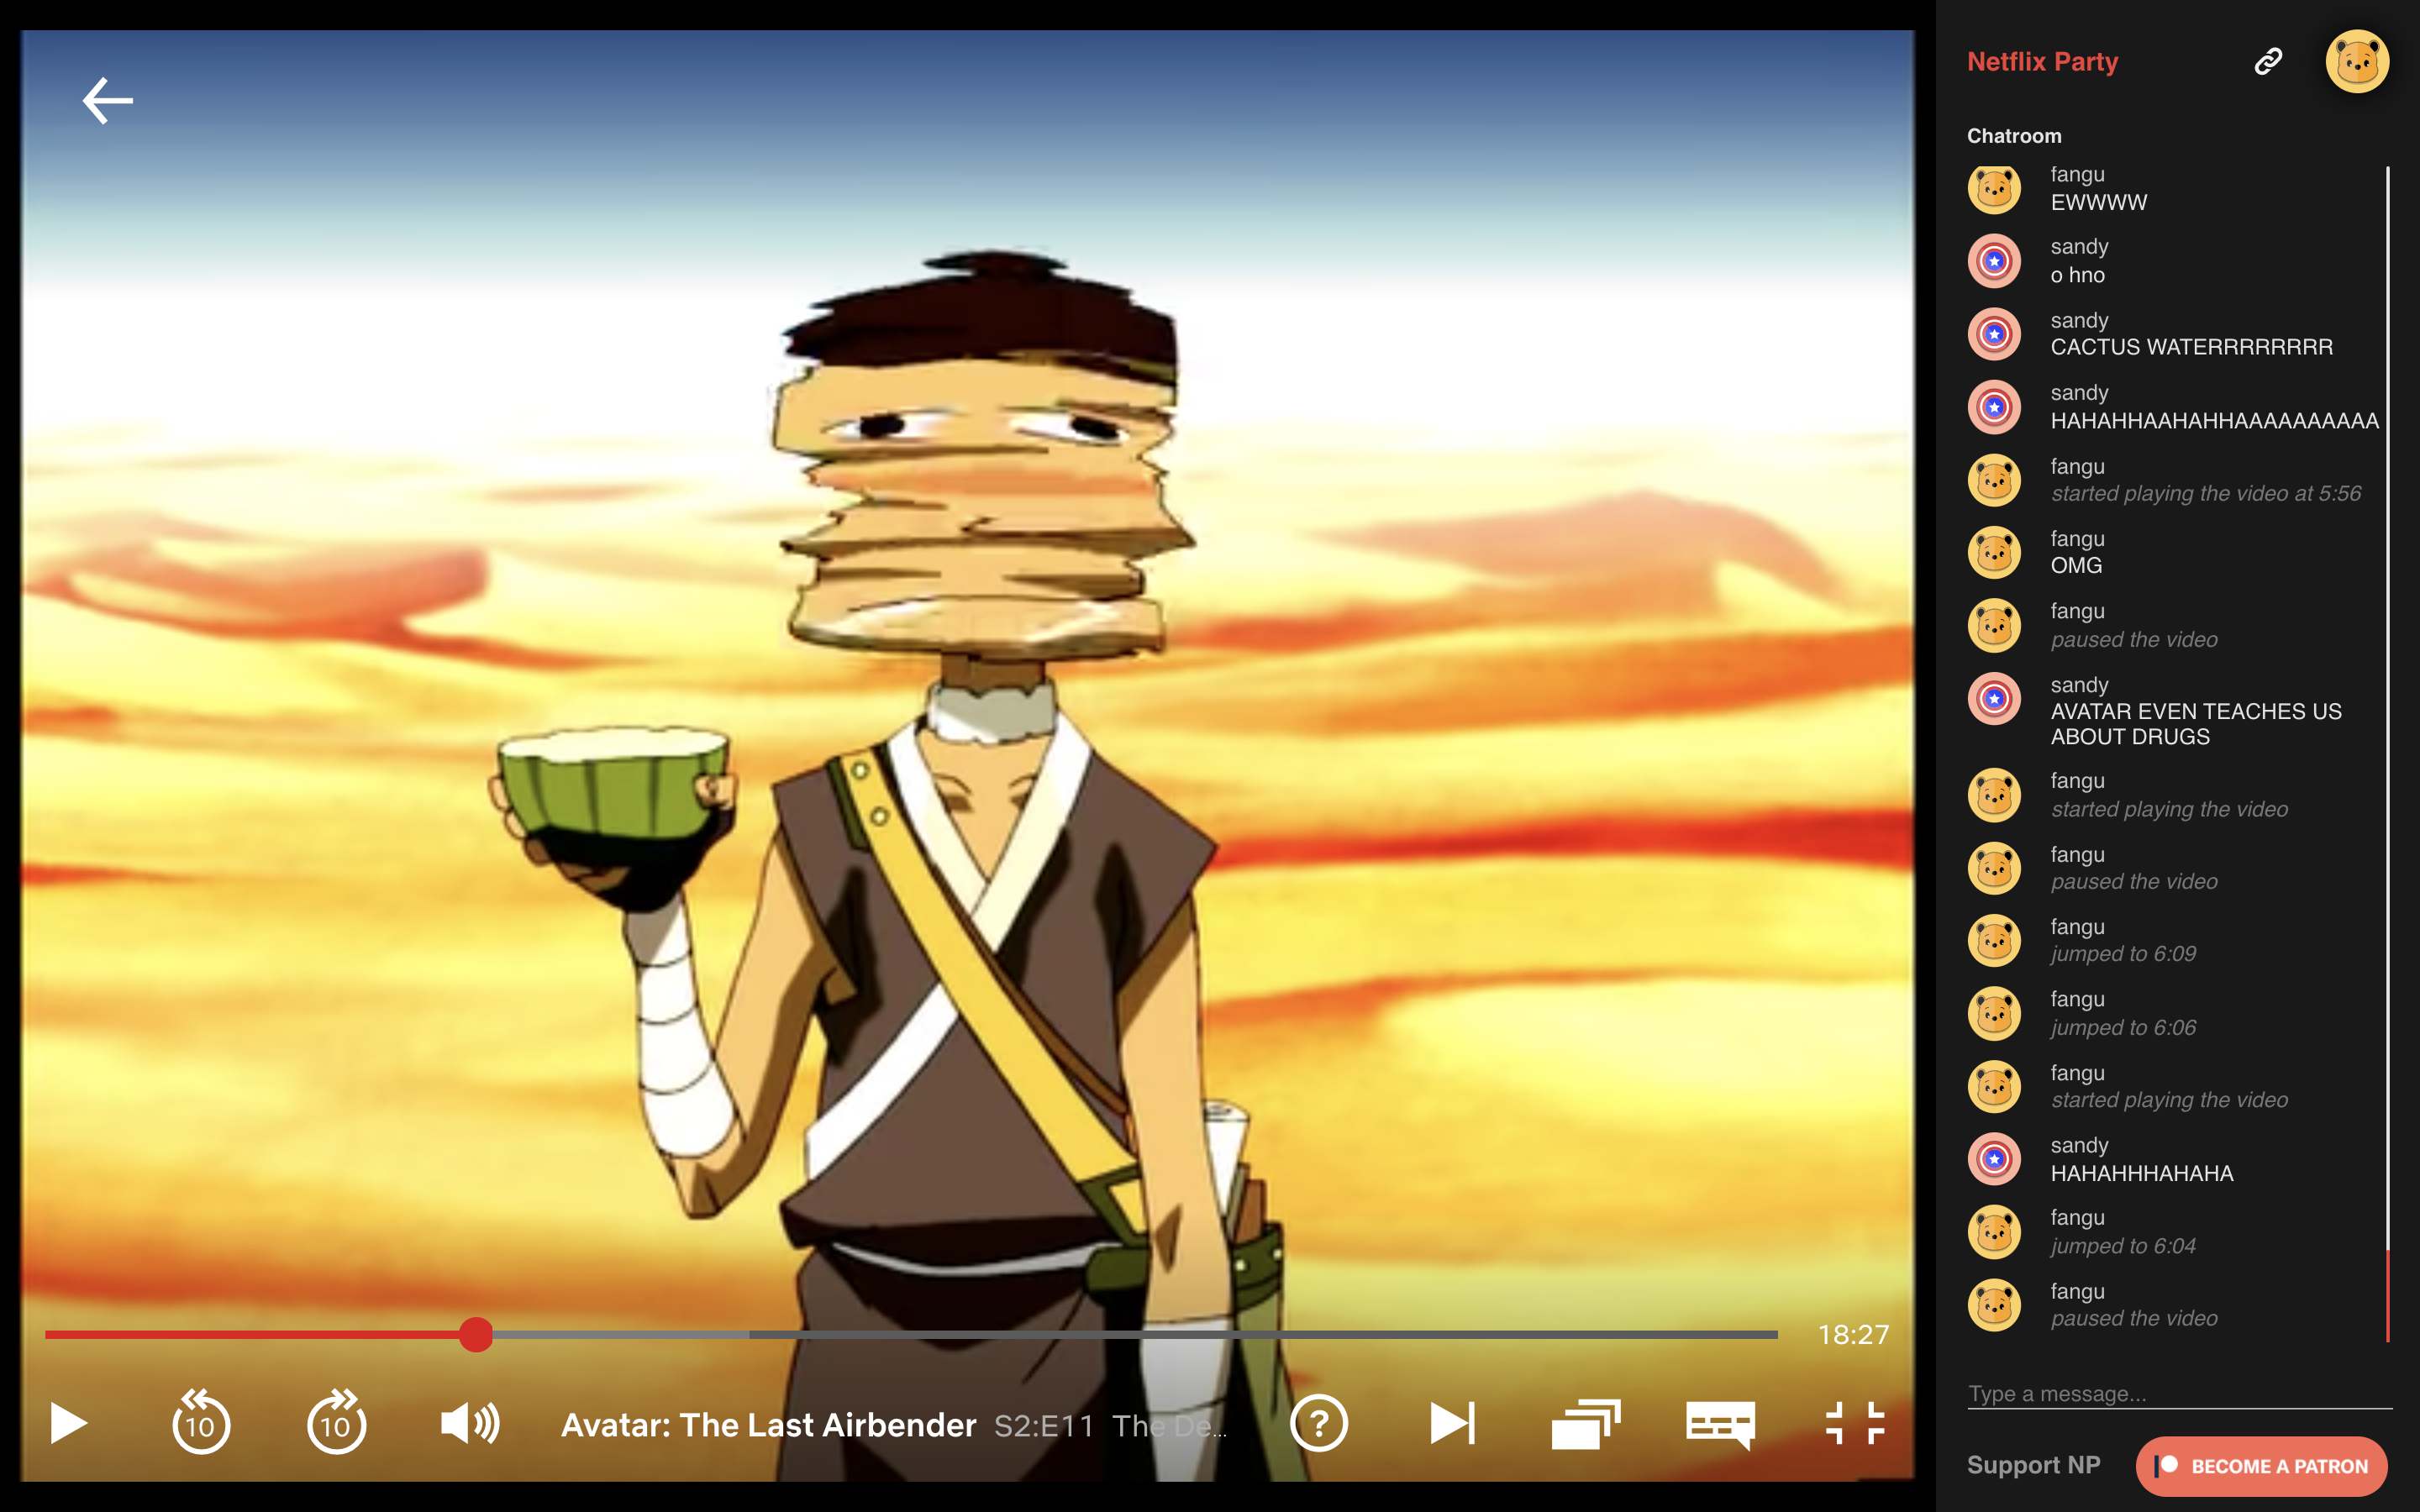 Netflix Party
Chatroom
fangu
EWWWW
sandy
o hno
sandy
CACTUS WATERRRRRRRR
sandy
HAHAHHAAHAHHAAAAAAAAAA
fangu
started playing the video at 5:56
fangu
OMG
fangu
paused the video
sandy
AVATAR EVEN TEACHES US
ABOUT DRUGS
fangu
started playing the video
fangu
paused the video
fangu
jumped to 6:09
fangu
jumped to 6:06
fangu
started playing the video
sandy
HAHAHHHAHAHA
fangu
jumped to 6:04
fangu
paused the video
18:27
10
10
Avatar: The Last Airbender S2:E11 The De...
?
Type a message...
Support NP
BECOME A PATRON